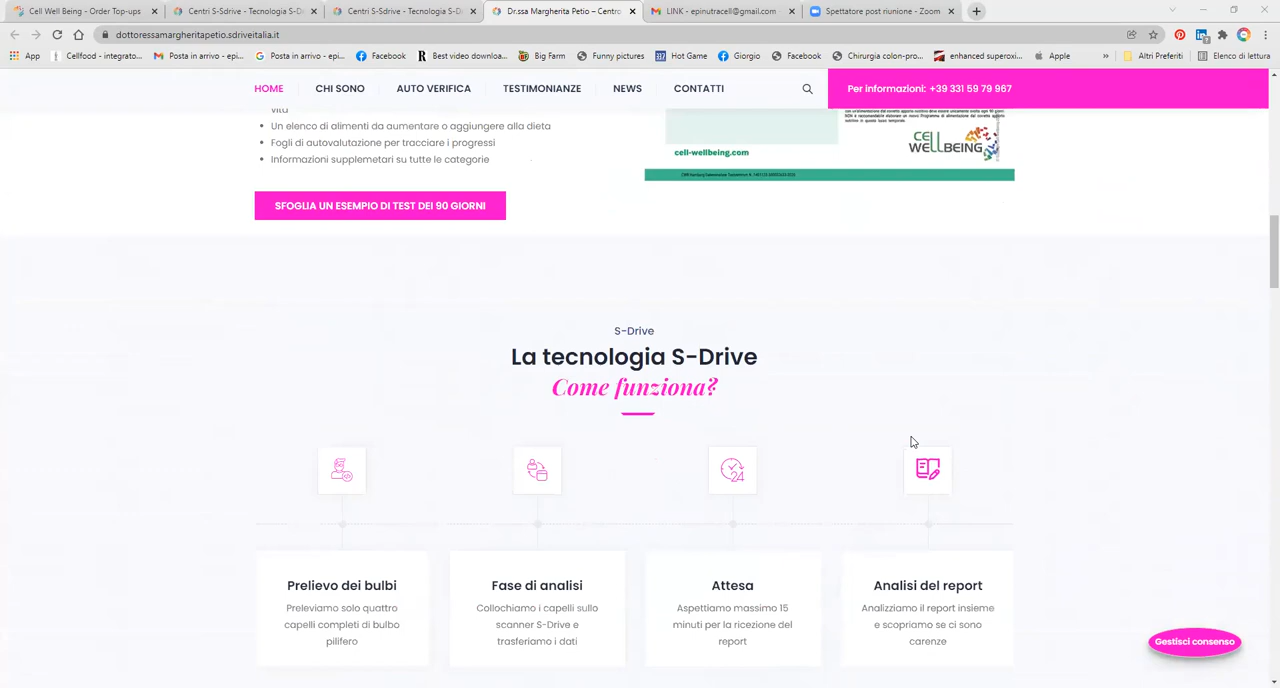 Cell Well Being - Order Top-ups
Centri S-Sdrive - Tecnologia S-D
Centri S-Sdrive - Tecnologia S-D
Dr.ssa Margherita Petio – Centro
LINK - epinutracell@gmail.com -
Spettatore post riunione - Zoom
dottoressamargheritapetio.sdriveitalia.it
App
Cellfood - integrato...
Posta in arrivo - epi...
Posta in arrivo - epi...
Facebook
Best video downloa...
Big Farm
Funny pictures
Hot Game
Giorgio
Facebook
Chirurgia colon-pro...
enhanced superoxi...
Apple
»
Altri Preferiti
Elenco di lettura
HOME
CHI SONO
AUTO VERIFICA
TESTIMONIANZE
NEWS
CONTATTI
Per informazioni: +39 331 59 79 967
vita
Un elenco di alimenti da aumentare o aggiungere alla dieta
Fogli di autovalutazione per tracciare i progressi
Informazioni supplemetari su tutte le categorie
cell-wellbeing.com
CELL
WELLBEING
SFOGLIA UN ESEMPIO DI TEST DEI 90 GIORNI
S-Drive
La tecnologia S-Drive
Come funziona?
24
Prelievo dei bulbi
Preleviamo solo quattro
capelli completi di bulbo
pilifero
Fase di analisi
Collochiamo i capelli sullo
scanner S-Drive e
trasferiamo i dati
Attesa
Aspettiamo massimo 15
minuti per la ricezione del
report
Analisi del report
Analizziamo il report insieme
e scopriamo se ci sono
carenze
Gestisci consenso